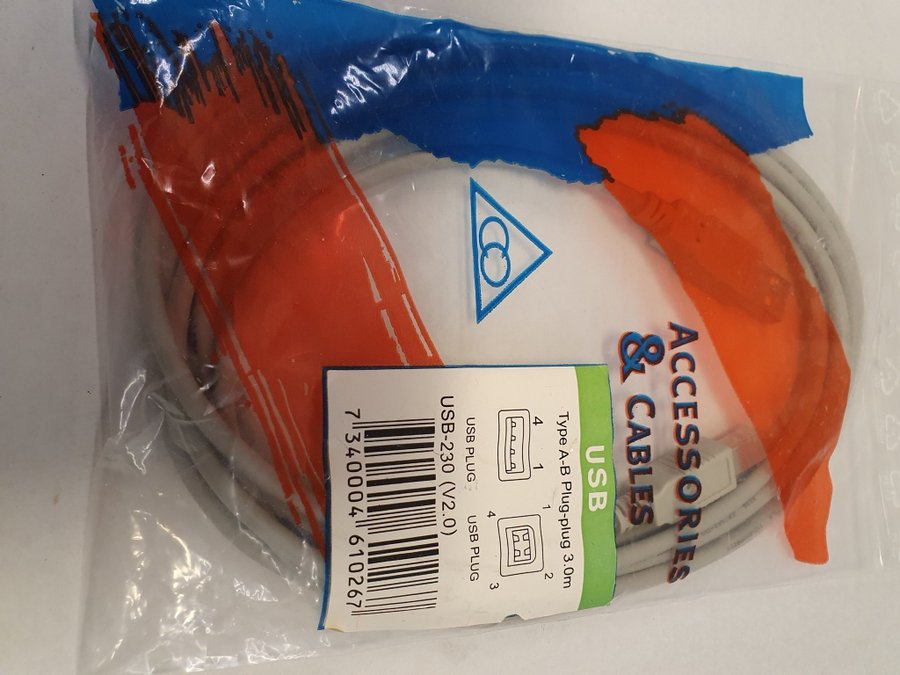 ACCESSORIES
& CABLES
USB
Type A-B Plug-plug 3.0m
4 1
1 2
4 3
USB PLUG USB PLUG
USB-230 (V2.0)
7 340004 610267